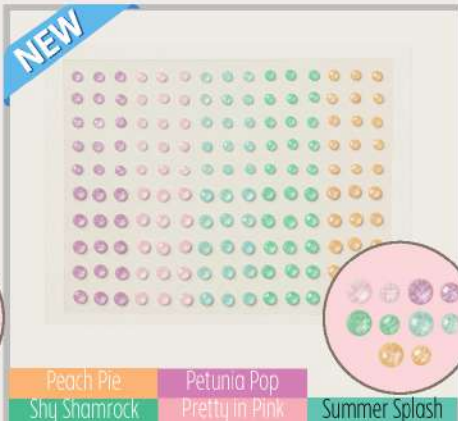 NEW
Peach Pie Petunia Pop
Shy Shamrock Pretty in Pink Summer Splash